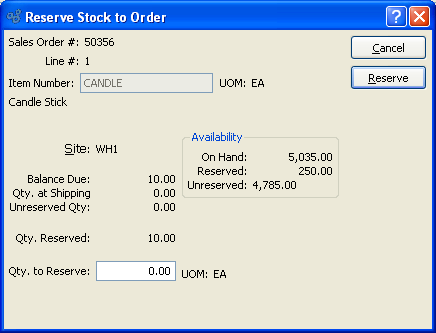 Reserve Stock to Order
Sales Order #: 50356
Cancel
Line #: 1
Reserve
Item Number: CANDLE UOM: EA
Candle Stick
Site: WH1
Availability
On Hand: 5,035.00
Reserved: 250.00
Unreserved: 4,785.00
Balance Due: 10.00
Qty. at Shipping 0.00
Unreserved Qty: 0.00
Qty. Reserved: 10.00
Qty. to Reserve: 0.00 UOM: EA